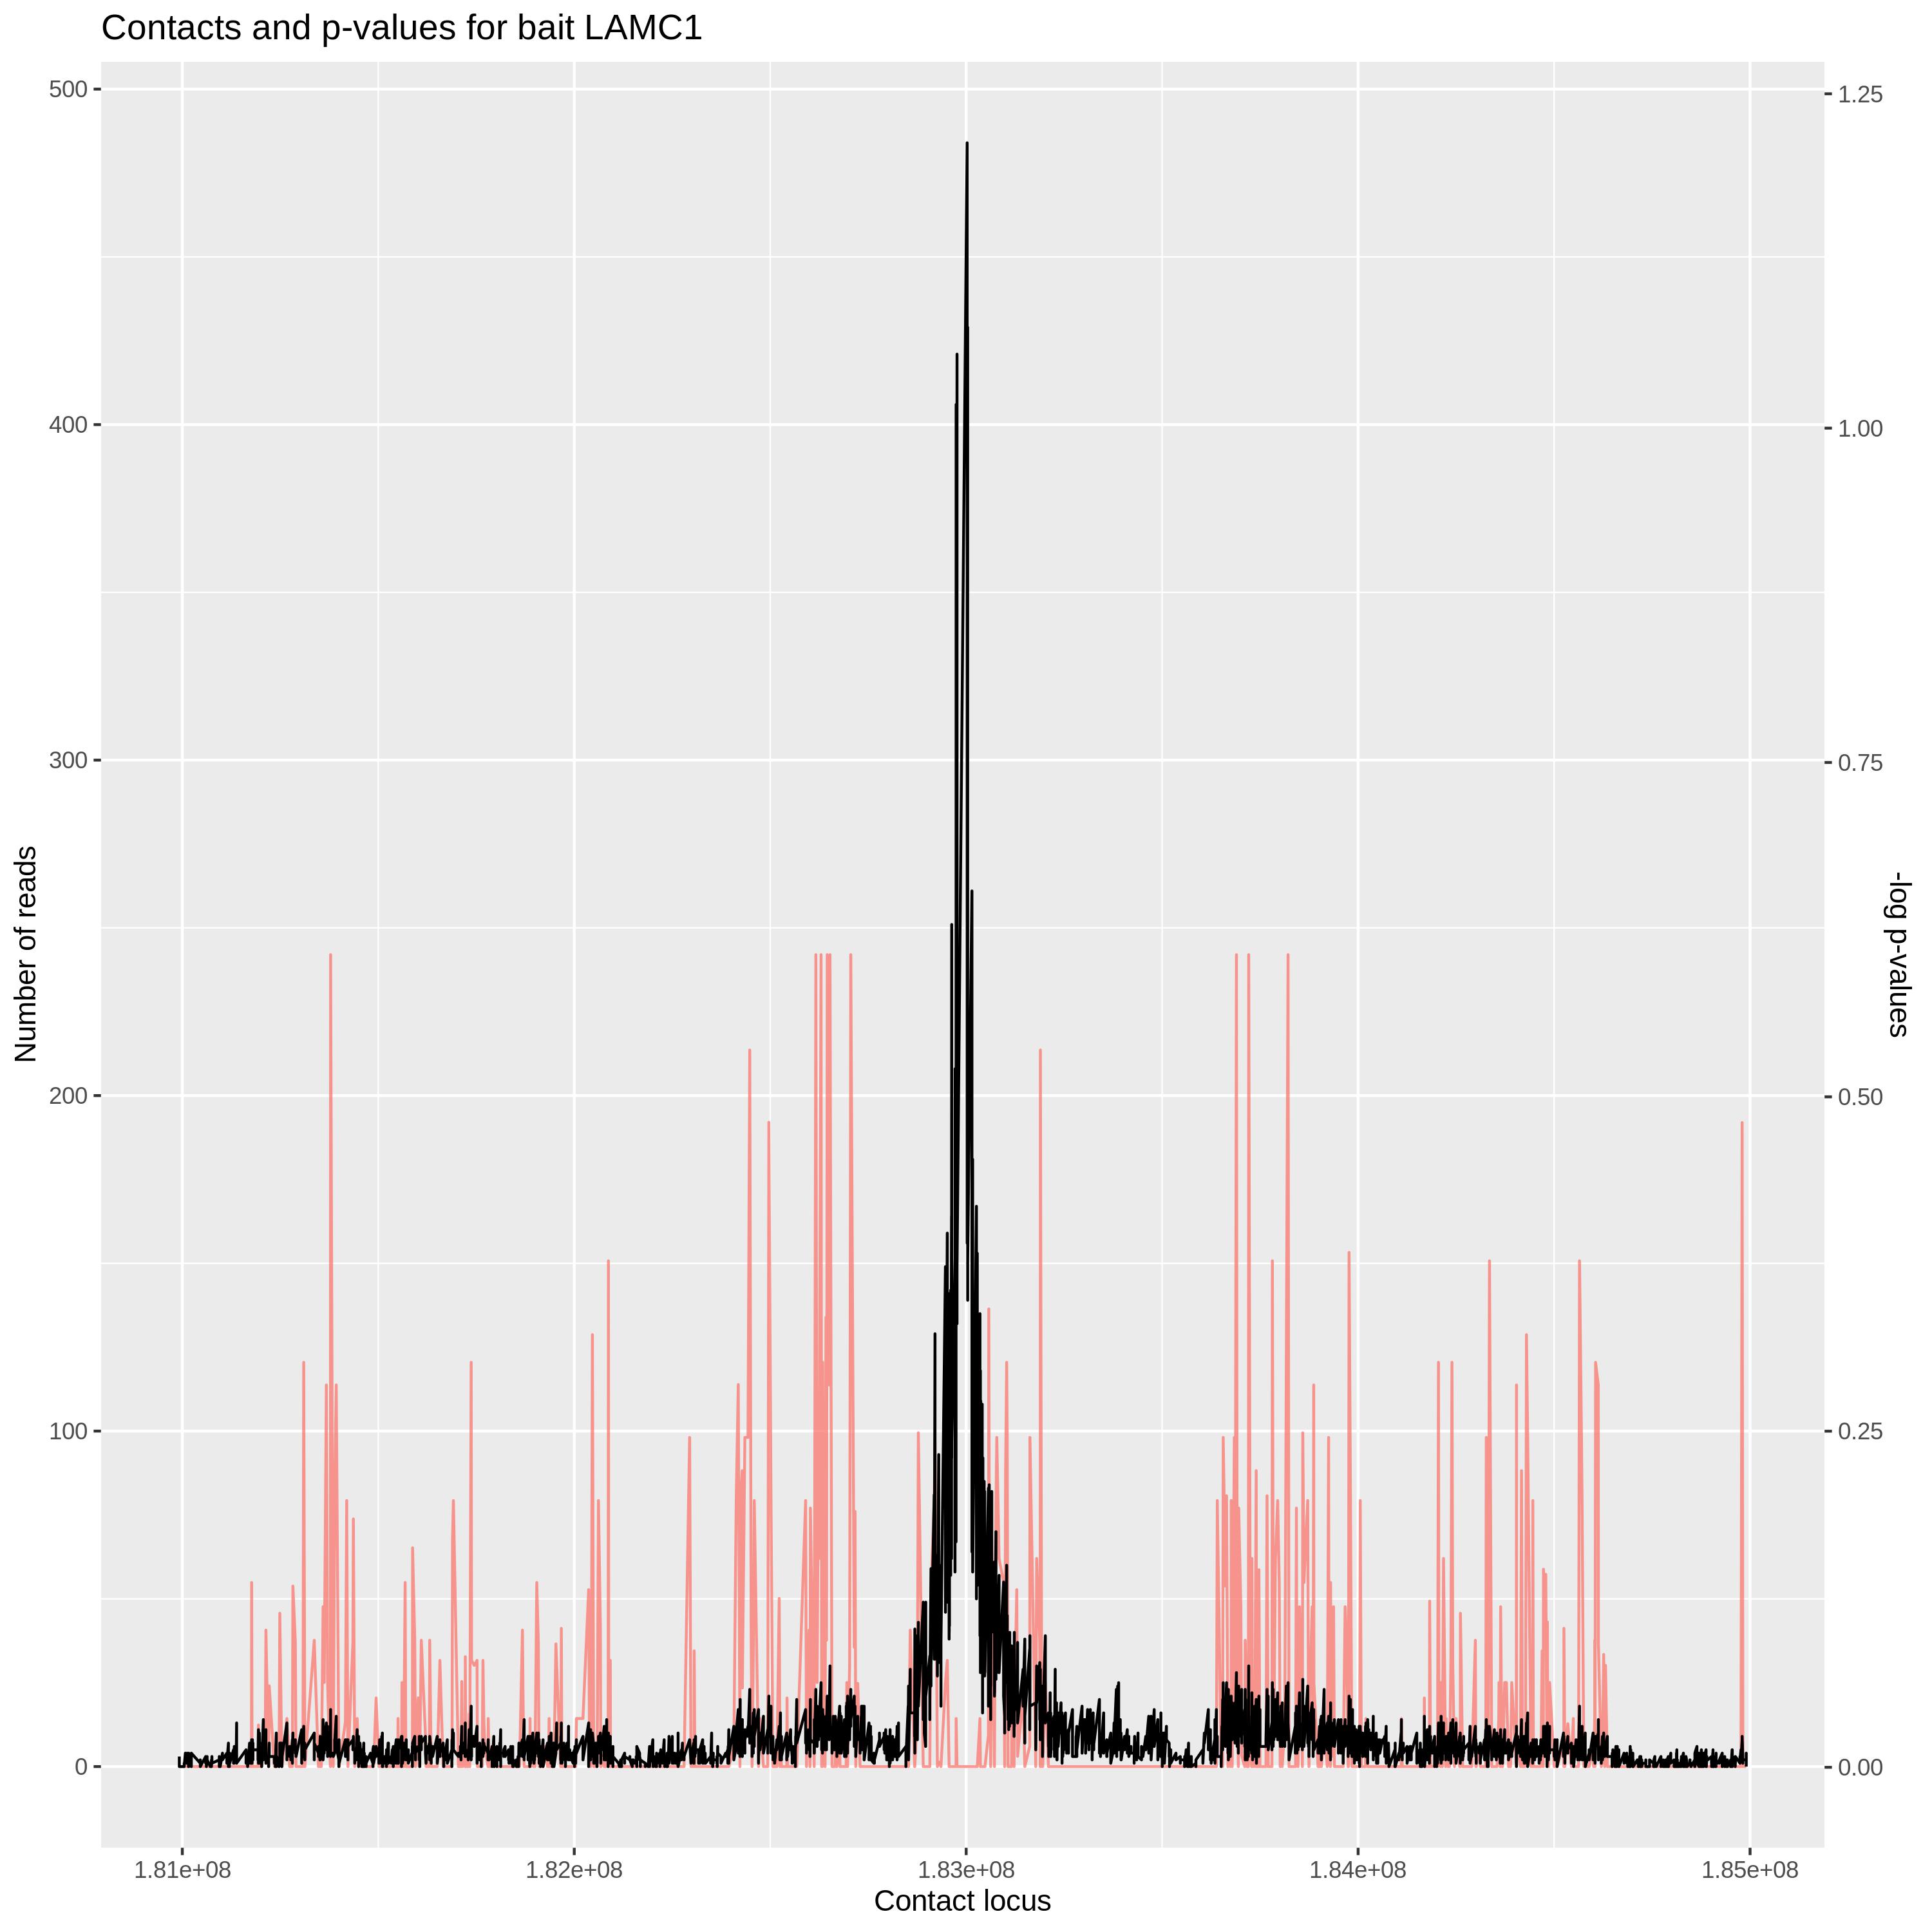 Contacts and p-values for bait LAMC1
500
400
300
200
100
0
Number of reads
1.25
1.00
0.75
0.50
0.25
0.00
-log p-values
1.81e+08
1.82e+08
1.83e+08
1.84e+08
1.85e+08
Contact locus